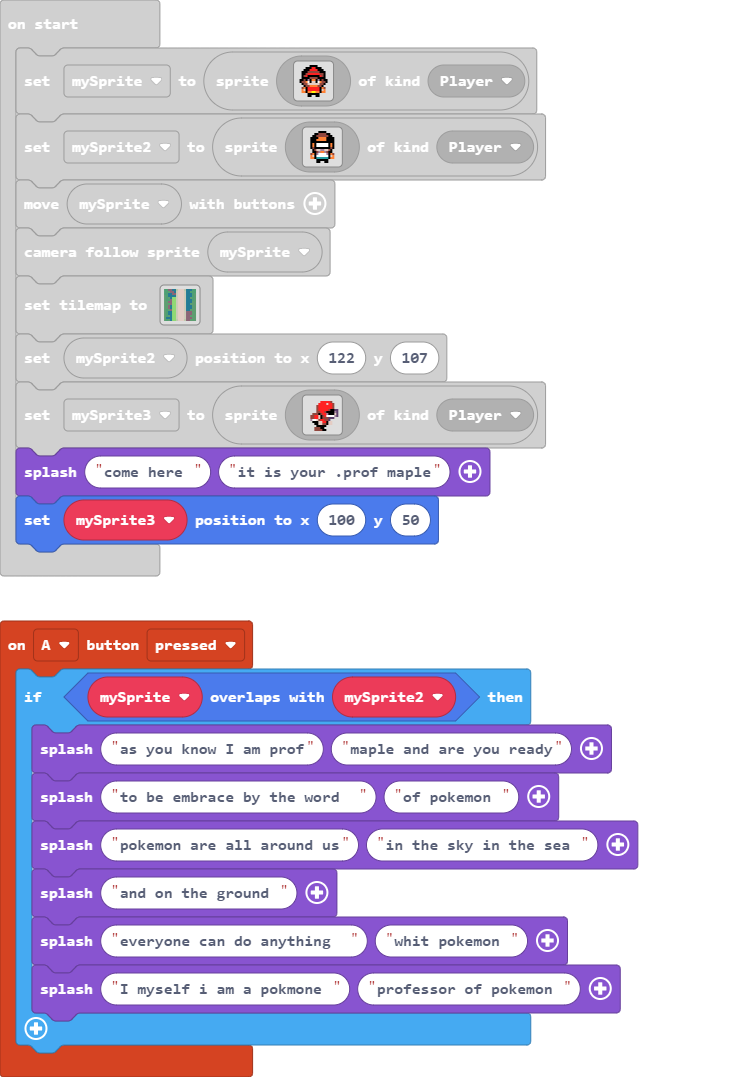 on start
set mySprite to sprite of kind Player
set mySprite2 to sprite of kind Player
move mySprite with buttons
camera follow sprite mySprite
set tilemap to
set mySprite2 position to x 122 y 107
set mySprite3 to sprite of kind Player
splash "come here " "it is your .prof maple"
set mySprite3 position to x 100 y 50
on A button pressed
if mySprite overlaps with mySprite2 then
splash "as you know I am prof" "maple and are you ready"
splash "to be embrace by the word  " "of pokemon "
splash "pokemon are all around us" "in the sky in the sea "
splash "and on the ground "
splash "everyone can do anything  " "whit pokemon "
splash "I myself i am a pokmone " "professor of pokemon "